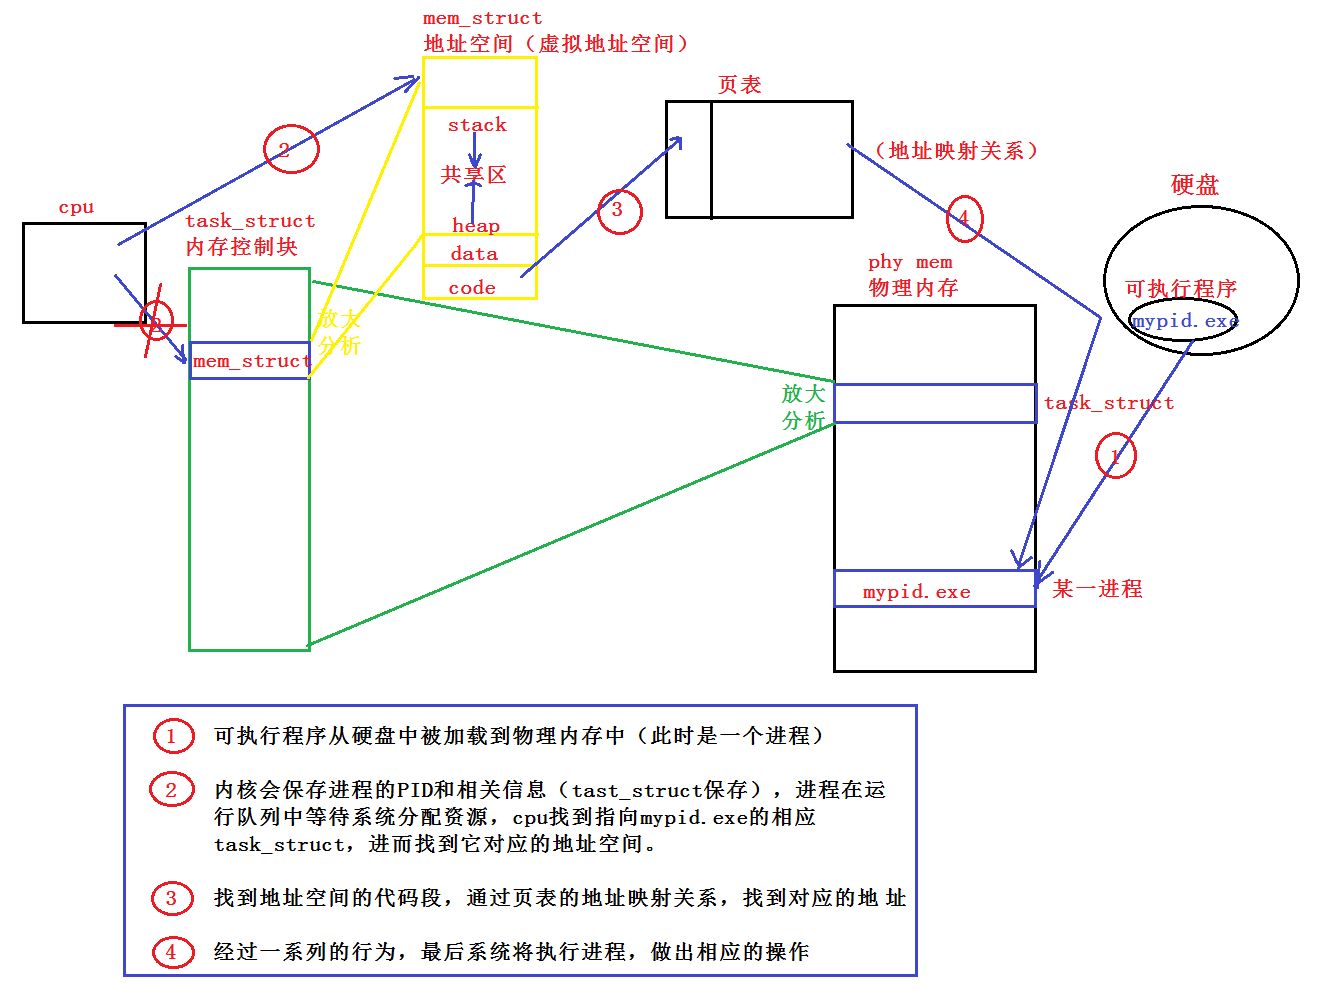 mem_struct
地址空间（虚拟地址空间）
页表
stack
②
共享区
（地址映射关系）
硬盘
cpu
task_struct
内存控制块
③
④
heap
data
code
phy mem
物理内存
可执行程序
mypid.exe
放大
分析
2
mem_struct
放大
分析
task_struct
①
mypid.exe
某一进程
① 可执行程序从硬盘中被加载到物理内存中（此时是一个进程）
② 内核会保存进程的PID和相关信息（tast_struct保存），进程在运
行队列中等待系统分配资源，cpu找到指向mypid.exe的相应
task_struct，进而找到它对应的地址空间。
③ 找到地址空间的代码段，通过页表的地址映射关系，找到对应的地 址
④ 经过一系列的行为，最后系统将执行进程，做出相应的操作